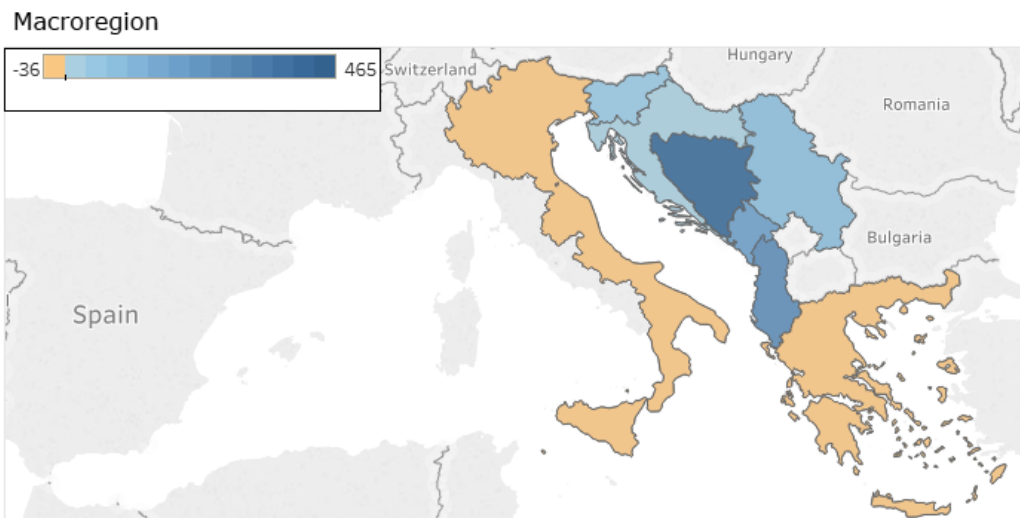 Macroregion
-36
465
Switzerland
Hungary
Romania
Bulgaria
Spain